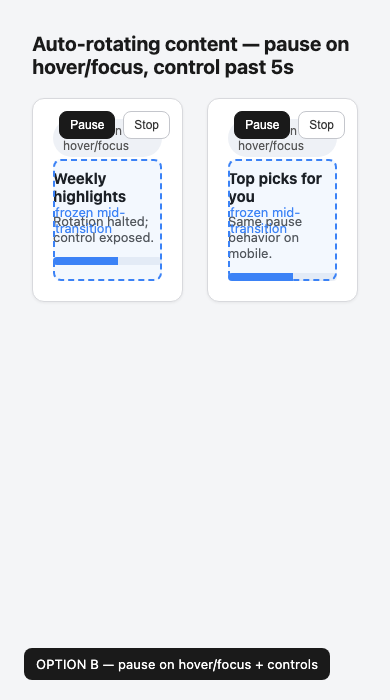 Auto-rotating content — pause on
hover/focus, control past 5s
Pause
Stop
hover/focus
Weekly
highlights
frozen mid-
transition
Rotation halted;
control exposed.
Pause
Stop
hover/focus
Top picks for
you
frozen mid-
transition
Same pause
behavior on
mobile.
OPTION B — pause on hover/focus + controls